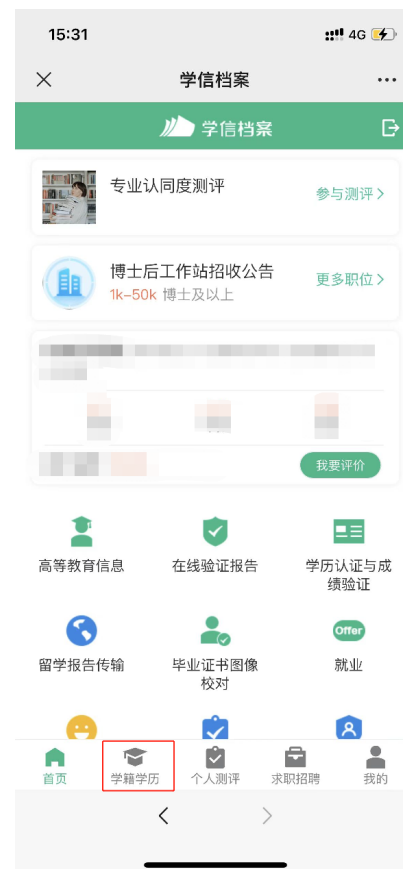 15:31
4G
学信档案
学信档案
专业认同度测评
参与测评
博士后工作站招收公告
1k–50k 博士及以上
更多职位
我要评价
高等教育信息
在线验证报告
学历认证与成
绩验证
留学报告传输
毕业证书图像
校对
Offer
就业
首页
学籍学历
个人测评
求职招聘
我的